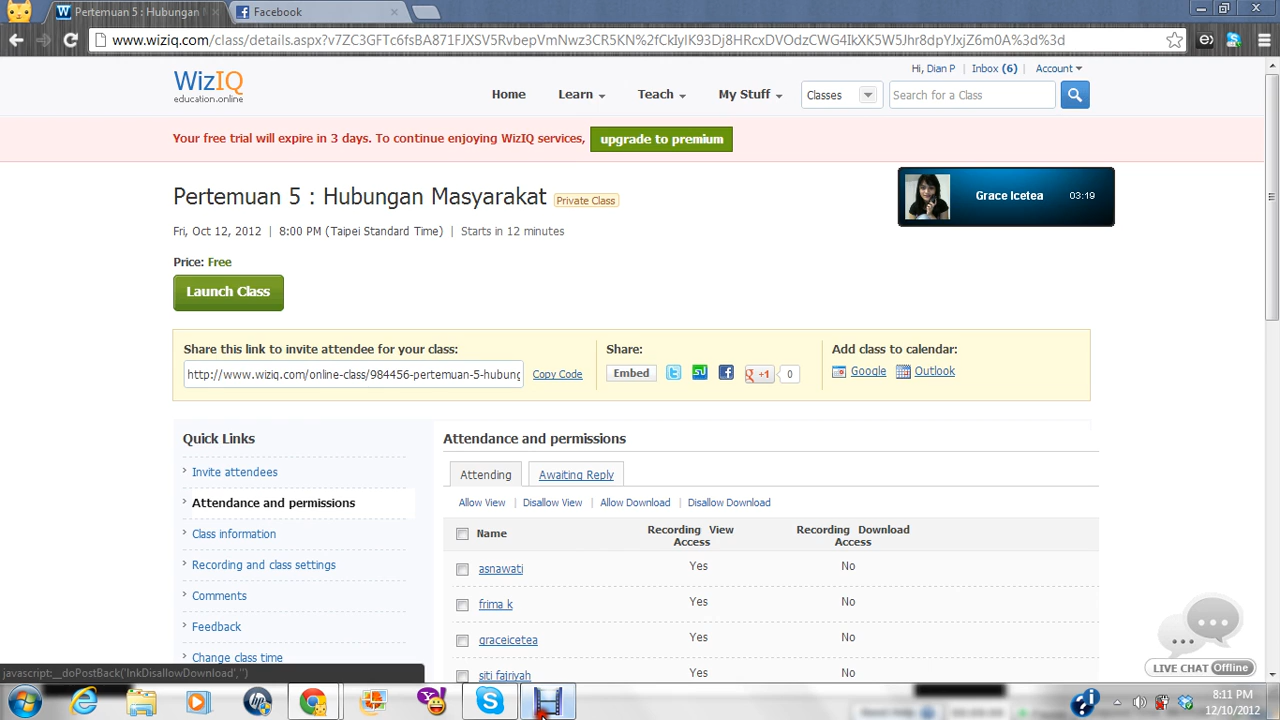 Pertemuan 5 : Hubungan
Facebook
www.wiziq.com/class/details.aspx?v7ZC3GFTc6fsBA871FJXSV5RvbepVmNwz3CR5KN%2fCkIylK93Dj8HRcxDVOdzCWG4IkXK5W5Jhr8dpYJxjZ6m0A%3d%3d
WizIQ
education.online
Hi, Dian P | Inbox (6) | Account
Home Learn Teach My Stuff Classes Search for a Class
Your free trial will expire in 3 days. To continue enjoying WizIQ services, upgrade to premium
Pertemuan 5 : Hubungan Masyarakat Private Class
Grace Icetea 03:19
Fri, Oct 12, 2012 | 8:00 PM (Taipei Standard Time) | Starts in 12 minutes
Price: Free
Launch Class
Share this link to invite attendee for your class:
http://www.wiziq.com/online-class/984456-pertemuan-5-hubung
Copy Code
Share:
Embed
+1 0
Add class to calendar:
Google Outlook
Quick Links
Invite attendees
Attendance and permissions
Class information
Recording and class settings
Comments
Feedback
Change class time
Attendance and permissions
Attending Awaiting Reply
Allow View | Disallow View | Allow Download | Disallow Download
Name Recording View Access Recording Download Access
asnawati Yes No
frima k Yes No
graceicetea Yes No
siti fajriyah Yes No
LIVE CHAT Offline
javascript:__doPostBack('lnkDisallowDownload','')
8:11 PM
12/10/2012